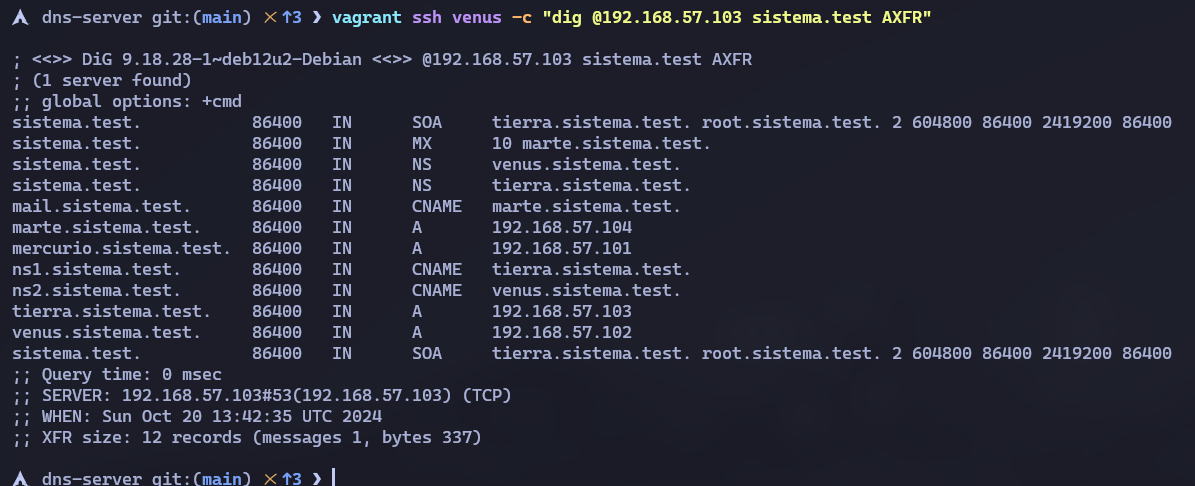 dns-server git:(main) ×↑3 ❯ vagrant ssh venus -c "dig @192.168.57.103 sistema.test AXFR"
; <<>> DiG 9.18.28-1~deb12u2-Debian <<>> @192.168.57.103 sistema.test AXFR
; (1 server found)
;; global options: +cmd
sistema.test. 86400 IN SOA tierra.sistema.test. root.sistema.test. 2 604800 86400 2419200 86400
sistema.test. 86400 IN MX 10 marte.sistema.test.
sistema.test. 86400 IN NS venus.sistema.test.
sistema.test. 86400 IN NS tierra.sistema.test.
mail.sistema.test. 86400 IN CNAME marte.sistema.test.
marte.sistema.test. 86400 IN A 192.168.57.104
mercurio.sistema.test. 86400 IN A 192.168.57.101
ns1.sistema.test. 86400 IN CNAME tierra.sistema.test.
ns2.sistema.test. 86400 IN CNAME venus.sistema.test.
tierra.sistema.test. 86400 IN A 192.168.57.103
venus.sistema.test. 86400 IN A 192.168.57.102
sistema.test. 86400 IN SOA tierra.sistema.test. root.sistema.test. 2 604800 86400 2419200 86400
;; Query time: 0 msec
;; SERVER: 192.168.57.103#53(192.168.57.103) (TCP)
;; WHEN: Sun Oct 20 13:42:35 UTC 2024
;; XFR size: 12 records (messages 1, bytes 337)
dns-server git:(main) ×↑3 ❯